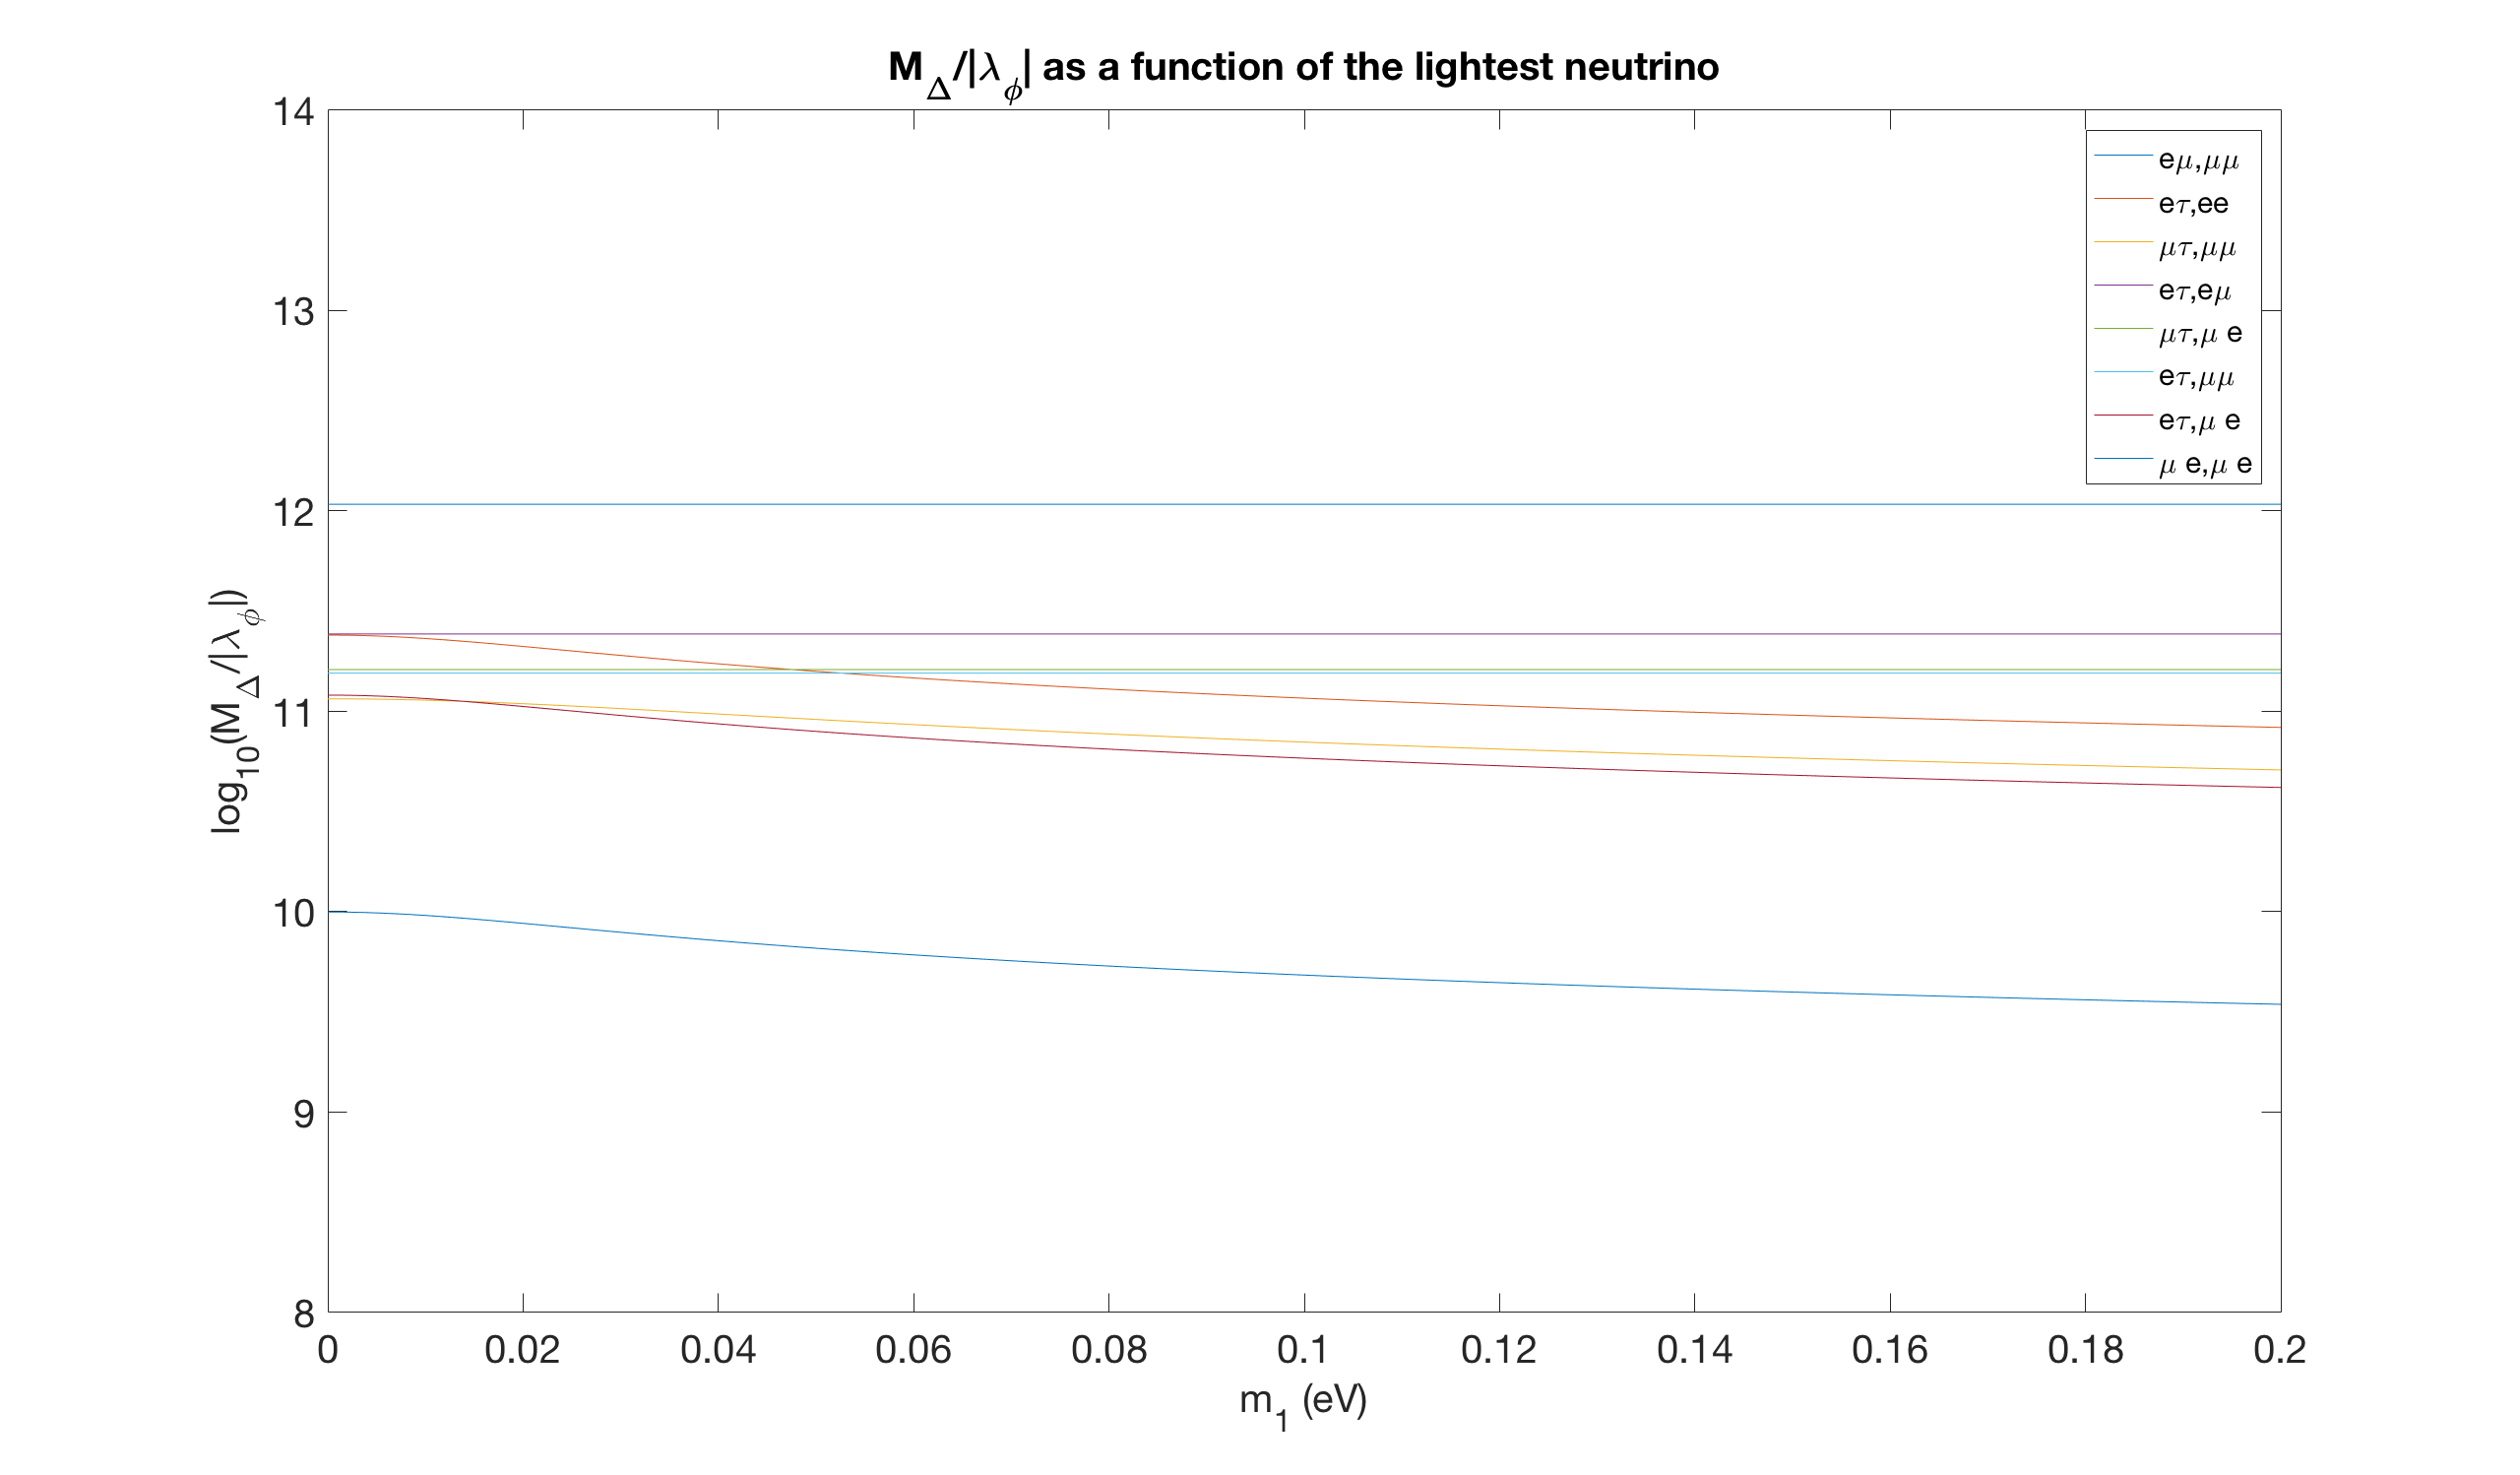 M_Δ/|λ_ϕ| as a function of the lightest neutrino
14
13
12
11
10
9
8
log_10(M_Δ/|λ_ϕ|)
eμ,μμ
eτ,ee
μτ,μμ
eτ,eμ
μτ,μ e
eτ,μμ
eτ,μ e
μ e,μ e
0 0.02 0.04 0.06 0.08 0.1 0.12 0.14 0.16 0.18 0.2
m_1 (eV)